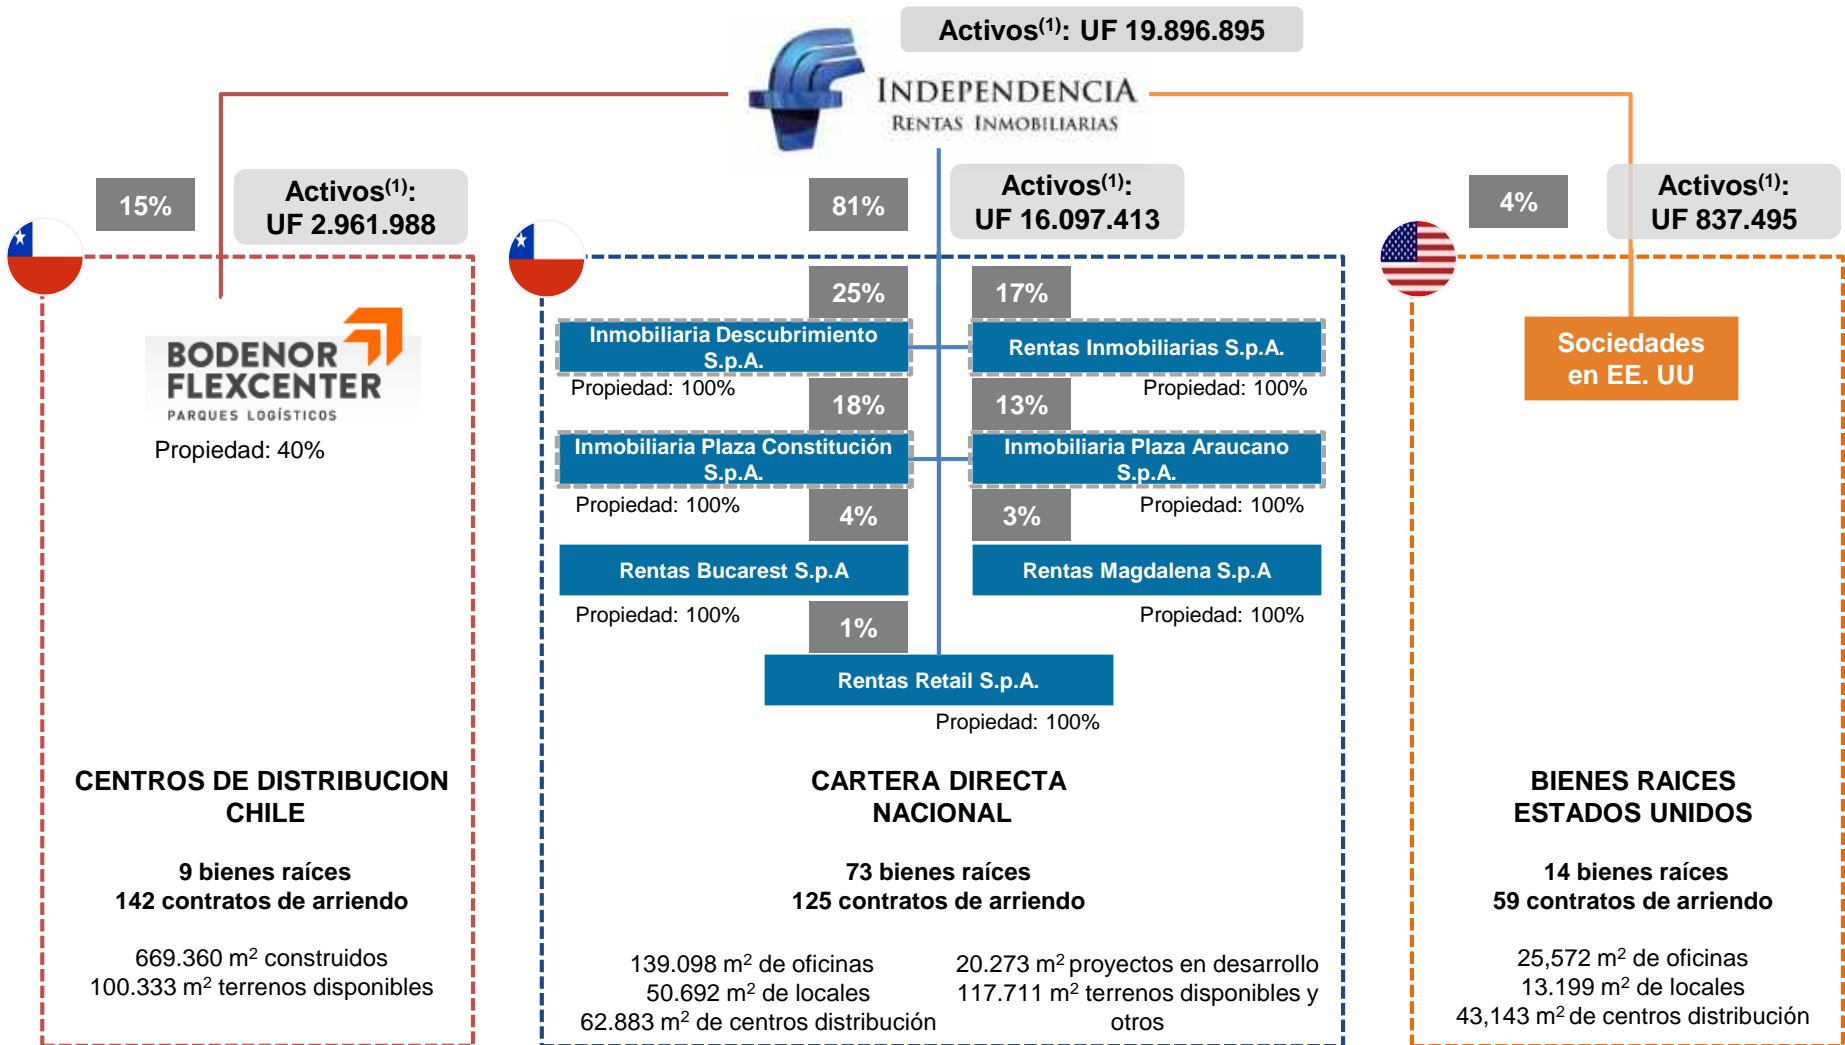 Activos(1): UF 19.896.895
INDEPENDENCIA
RENTAS INMOBILIARIAS
15%
Activos(1):
UF 2.961.988
81%
Activos(1):
UF 16.097.413
4%
Activos(1):
UF 837.495
BODENOR
FLEXCENTER
PARQUES LOGÍSTICOS
Propiedad: 40%
25%
17%
Inmobiliaria Descubrimiento
S.p.A.
Rentas Inmobiliarias S.p.A.
Propiedad: 100%
Propiedad: 100%
18%
13%
Inmobiliaria Plaza Constitución
S.p.A.
Inmobiliaria Plaza Araucano
S.p.A.
Propiedad: 100%
Propiedad: 100%
4%
3%
Rentas Bucarest S.p.A
Rentas Magdalena S.p.A
Propiedad: 100%
Propiedad: 100%
1%
Rentas Retail S.p.A.
Propiedad: 100%
Sociedades
en EE. UU
CENTROS DE DISTRIBUCION
CHILE
9 bienes raíces
142 contratos de arriendo
669.360 m2 construidos
100.333 m2 terrenos disponibles
CARTERA DIRECTA
NACIONAL
73 bienes raíces
125 contratos de arriendo
139.098 m2 de oficinas
50.692 m2 de locales
62.883 m2 de centros distribución
20.273 m2 proyectos en desarrollo
117.711 m2 terrenos disponibles y
otros
BIENES RAICES
ESTADOS UNIDOS
14 bienes raíces
59 contratos de arriendo
25,572 m2 de oficinas
13.199 m2 de locales
43,143 m2 de centros distribución